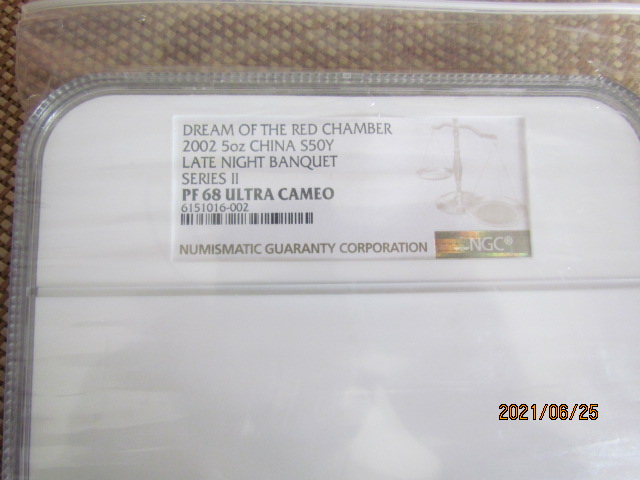 DREAM OF THE RED CHAMBER
2002 5oz CHINA S50Y
LATE NIGHT BANQUET
SERIES II
PF 68 ULTRA CAMEO
6151016-002
NUMISMATIC GUARANTY CORPORATION
NGC®
2021/06/25